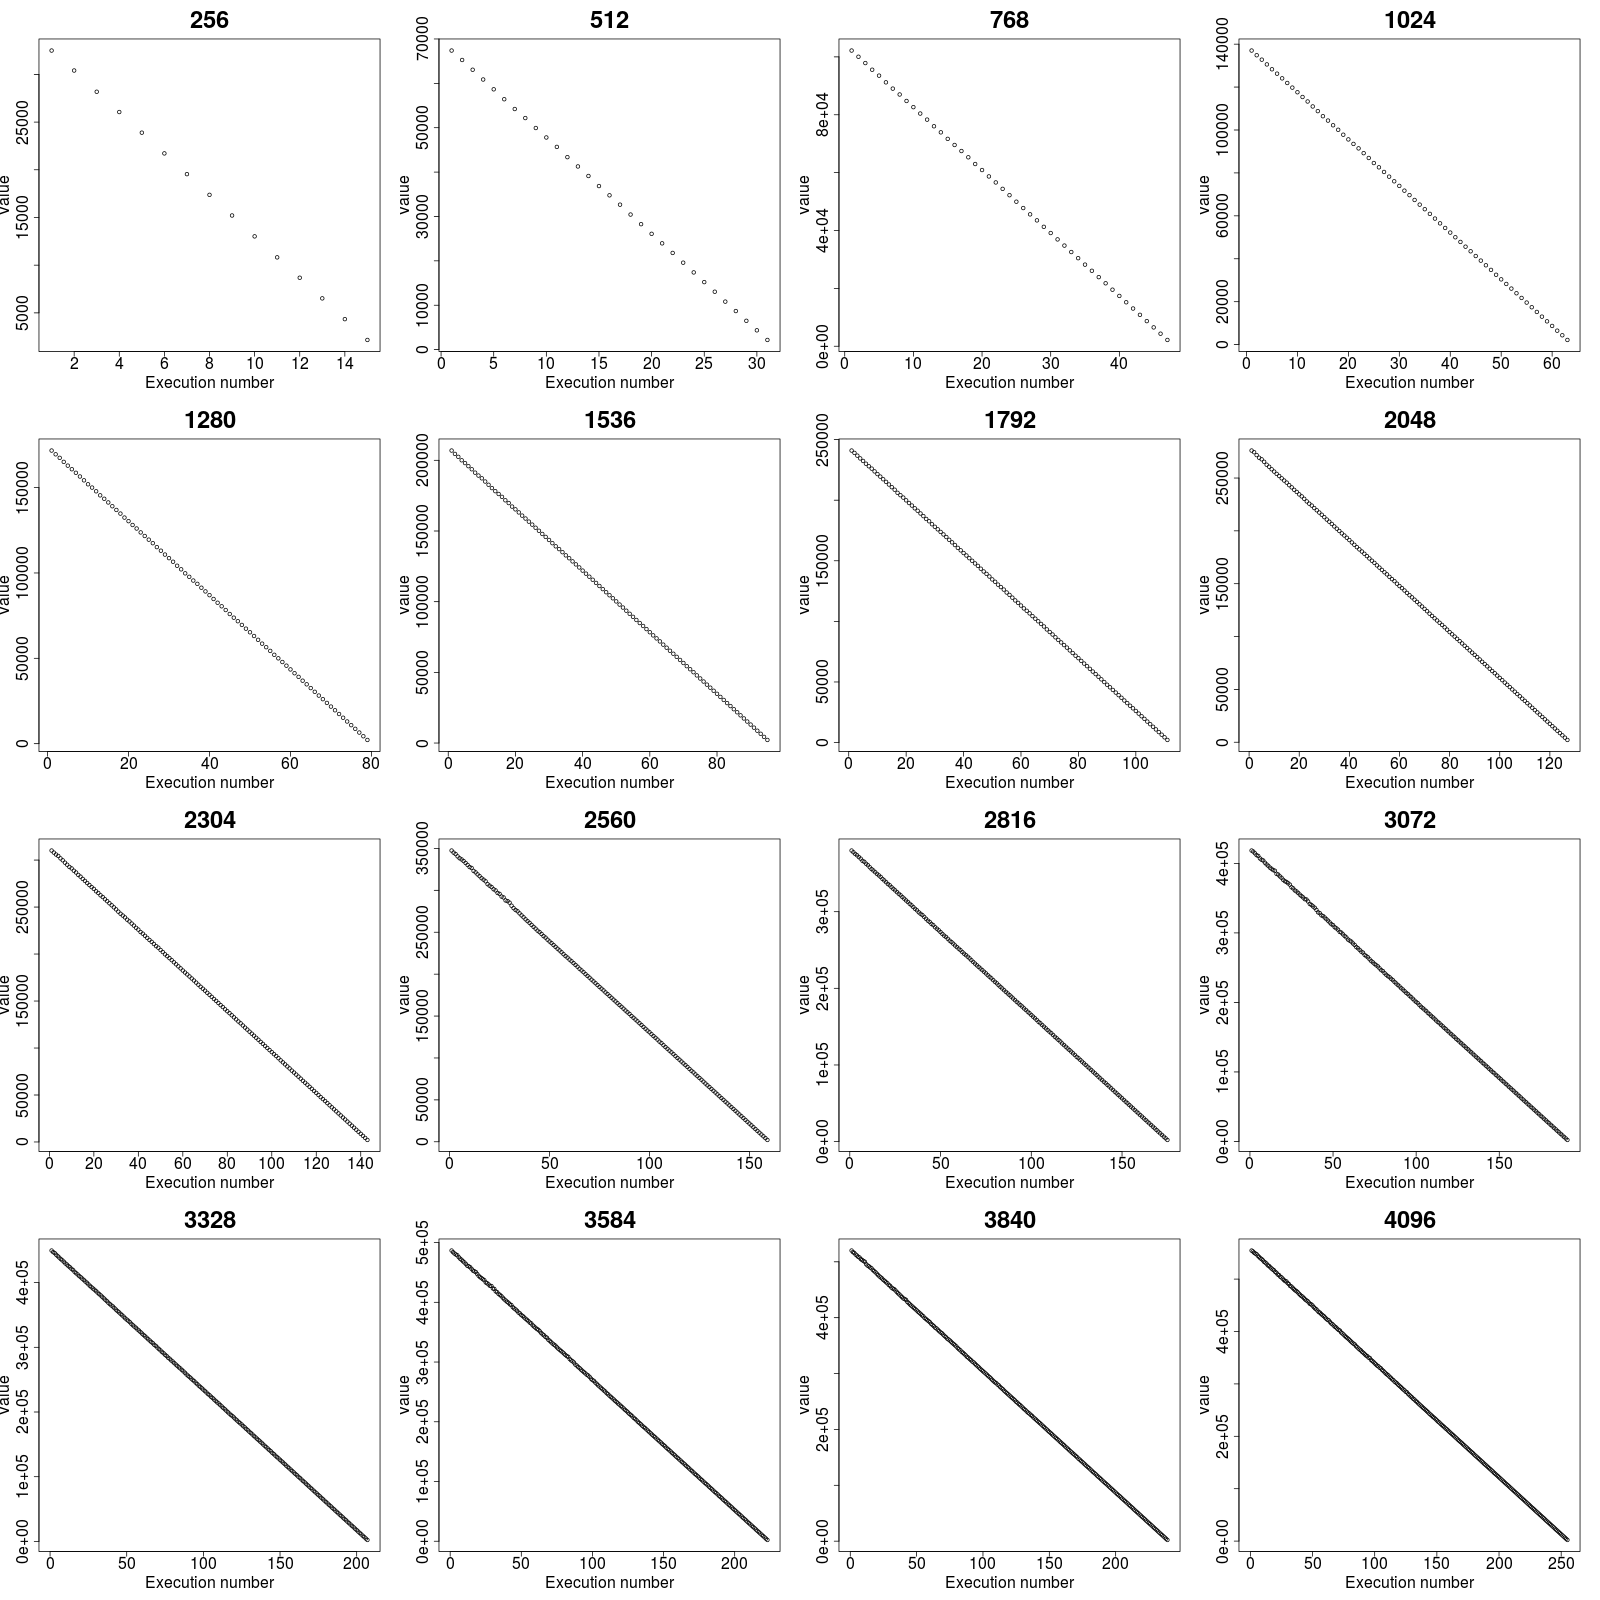 256
value
5000 15000 25000
2 4 6 8 10 12 14
Execution number
512
value
0 10000 30000 50000 70000
0 5 10 15 20 25 30
Execution number
768
value
0e+00 4e+04 8e+04
0 10 20 30 40
Execution number
1024
value
0 20000 60000 100000 140000
0 10 20 30 40 50 60
Execution number
1280
value
0 50000 100000 150000
0 20 40 60 80
Execution number
1536
value
0 50000 100000 150000 200000
0 20 40 60 80
Execution number
1792
value
0 50000 150000 250000
0 20 40 60 80 100
Execution number
2048
value
0 50000 150000 250000
0 20 40 60 80 100 120
Execution number
2304
value
0 50000 150000 250000
0 20 40 60 80 100 120 140
Execution number
2560
value
0 50000 150000 250000 350000
0 50 100 150
Execution number
2816
value
0e+00 1e+05 2e+05 3e+05
0 50 100 150
Execution number
3072
value
0e+00 1e+05 2e+05 3e+05 4e+05
0 50 100 150
Execution number
3328
value
0e+00 1e+05 2e+05 3e+05 4e+05
0 50 100 150 200
Execution number
3584
value
0e+00 1e+05 2e+05 3e+05 4e+05 5e+05
0 50 100 150 200
Execution number
3840
value
0e+00 2e+05 4e+05
0 50 100 150 200
Execution number
4096
value
0e+00 2e+05 4e+05
0 50 100 150 200 250
Execution number